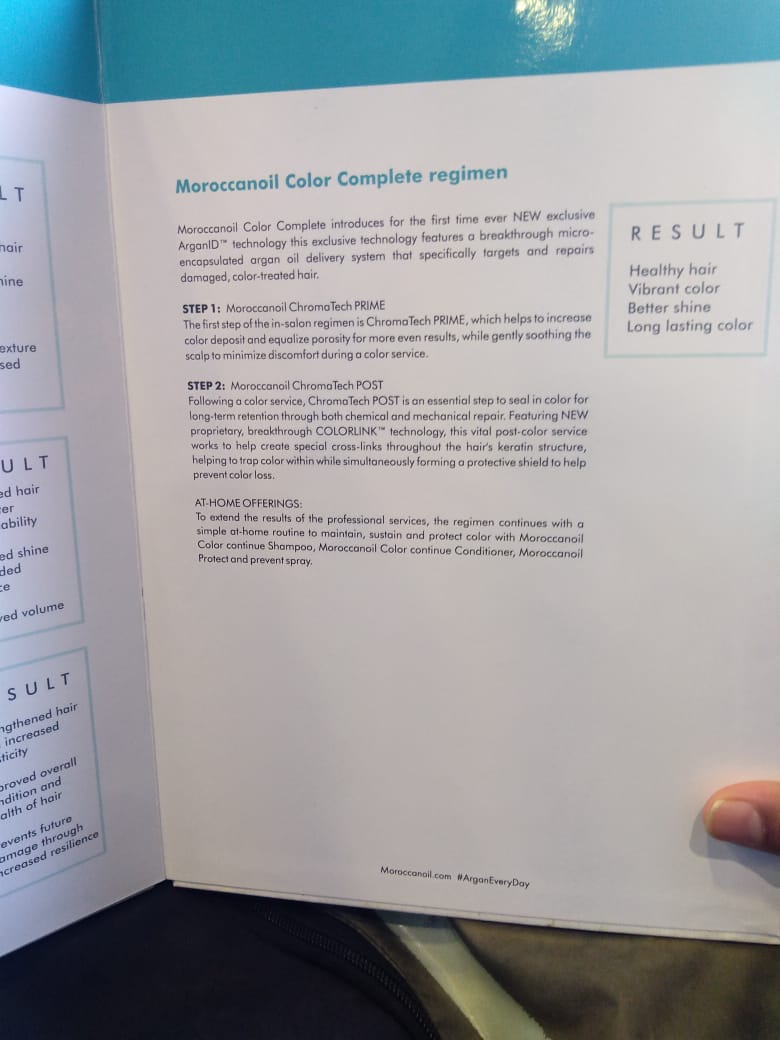 L T
hair
hine
exture
sed
U L T
ed hair
er
ability
ed shine
ded
ce
ved volume
S U L T
ngthened hair
increased
ticity
proved overall
ndition and
alth of hair
events future
amage through
ncreased resilience
Moroccanoil Color Complete regimen
Moroccanoil Color Complete introduces for the first time ever NEW exclusive
ArganID™ technology this exclusive technology features a breakthrough micro-
encapsulated argan oil delivery system that specifically targets and repairs
damaged, color-treated hair.
STEP 1: Moroccanoil ChromaTech PRIME
The first step of the in-salon regimen is ChromaTech PRIME, which helps to increase
color deposit and equalize porosity for more even results, while gently soothing the
scalp to minimize discomfort during a color service.
STEP 2: Moroccanoil ChromaTech POST
Following a color service, ChromaTech POST is an essential step to seal in color for
long-term retention through both chemical and mechanical repair. Featuring NEW
proprietary, breakthrough COLORLINK™ technology, this vital post-color service
works to help create special cross-links throughout the hair's keratin structure,
helping to trap color within while simultaneously forming a protective shield to help
prevent color loss.
AT-HOME OFFERINGS:
To extend the results of the professional services, the regimen continues with a
simple at-home routine to maintain, sustain and protect color with Moroccanoil
Color continue Shampoo, Moroccanoil Color continue Conditioner, Moroccanoil
Protect and prevent spray.
RESULT
Healthy hair
Vibrant color
Better shine
Long lasting color
Moroccanoil.com #ArganEveryDay